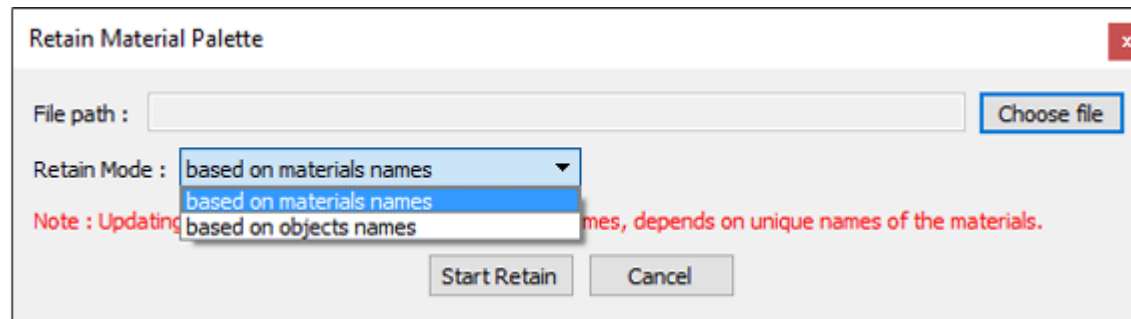 Retain Material Palette
x
File path :
Choose file
Retain Mode : based on materials names
based on materials names
based on objects names
Note : Updating mes, depends on unique names of the materials.
Start Retain
Cancel